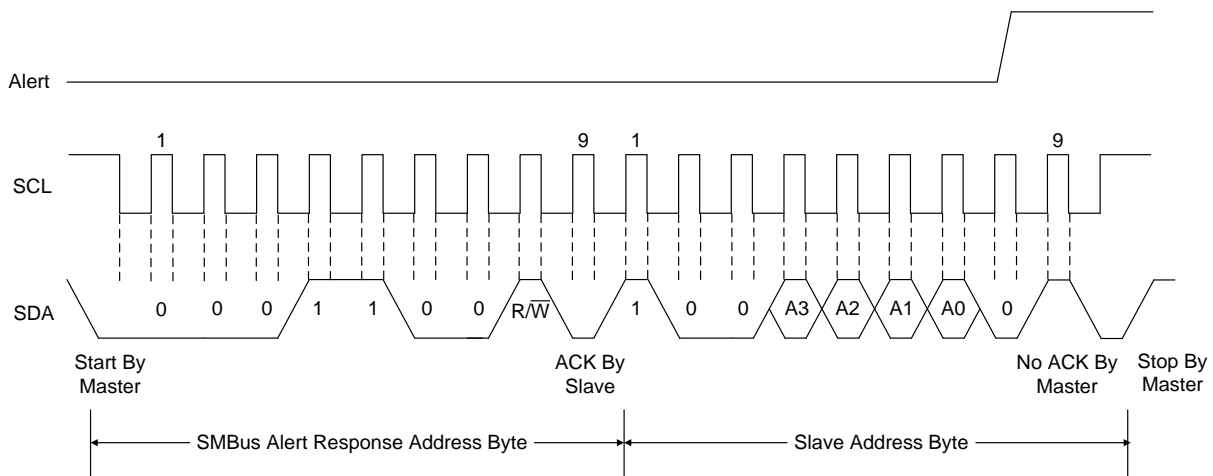 Alert
1 9 1 9
SCL
SDA
0 0 0 1 1 0 0 R/W̅ 1 0 0 A3 A2 A1 A0 0
Start By
Master
ACK By
Slave
No ACK By
Master
Stop By
Master
SMBus Alert Response Address Byte
Slave Address Byte